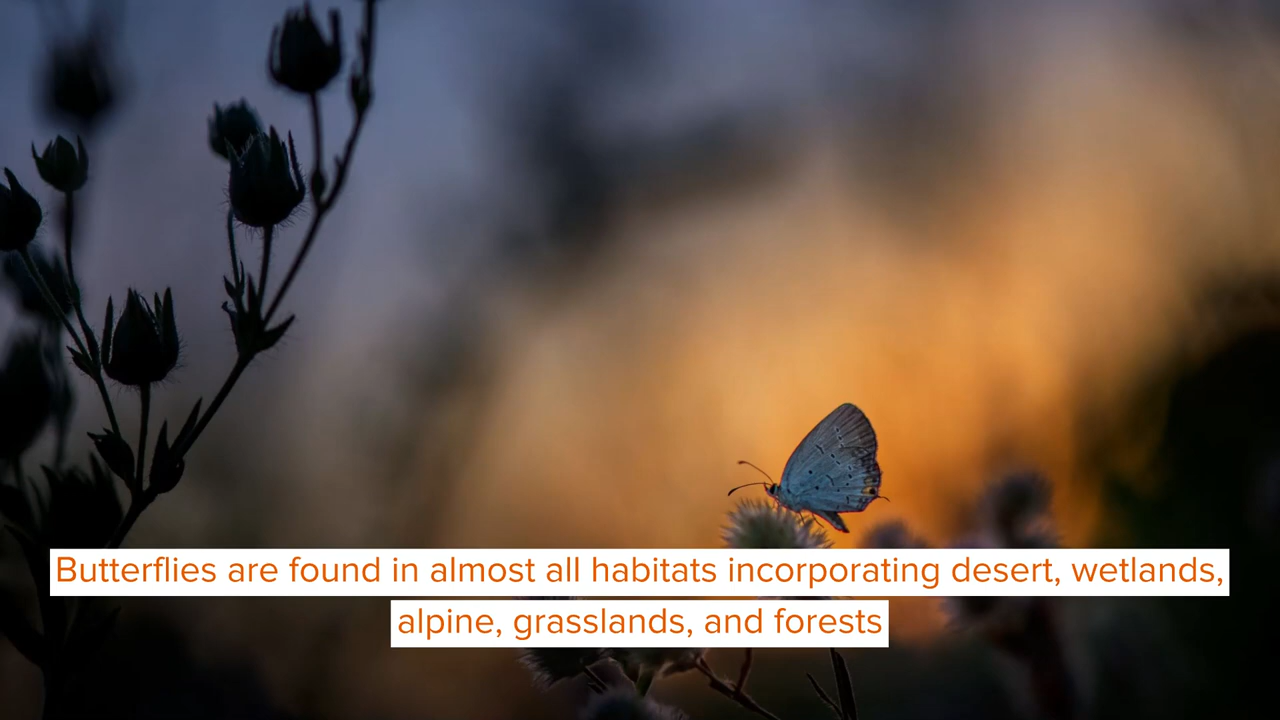 Butterflies are found in almost all habitats incorporating desert, wetlands,
alpine, grasslands, and forests